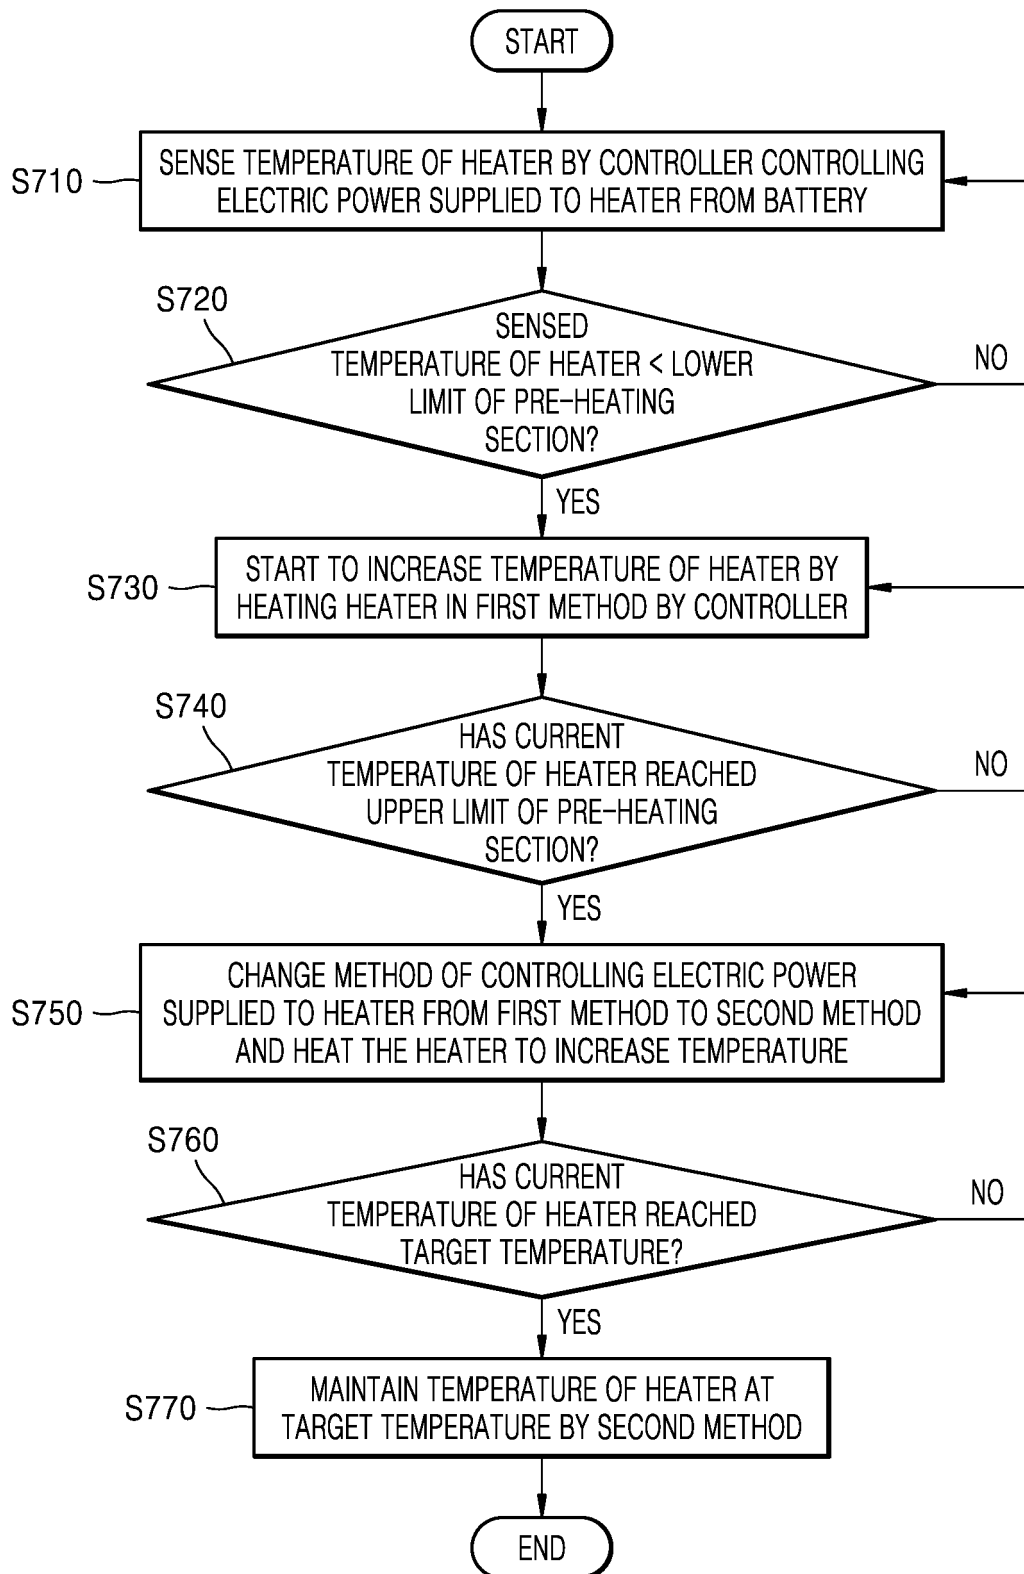 START
S710
SENSE TEMPERATURE OF HEATER BY CONTROLLER CONTROLLING
ELECTRIC POWER SUPPLIED TO HEATER FROM BATTERY
S720
SENSED
TEMPERATURE OF HEATER < LOWER
LIMIT OF PRE-HEATING
SECTION?
NO
YES
S730
START TO INCREASE TEMPERATURE OF HEATER BY
HEATING HEATER IN FIRST METHOD BY CONTROLLER
S740
HAS CURRENT
TEMPERATURE OF HEATER REACHED
UPPER LIMIT OF PRE-HEATING
SECTION?
NO
YES
S750
CHANGE METHOD OF CONTROLLING ELECTRIC POWER
SUPPLIED TO HEATER FROM FIRST METHOD TO SECOND METHOD
AND HEAT THE HEATER TO INCREASE TEMPERATURE
S760
HAS CURRENT
TEMPERATURE OF HEATER REACHED
TARGET TEMPERATURE?
NO
YES
S770
MAINTAIN TEMPERATURE OF HEATER AT
TARGET TEMPERATURE BY SECOND METHOD
END